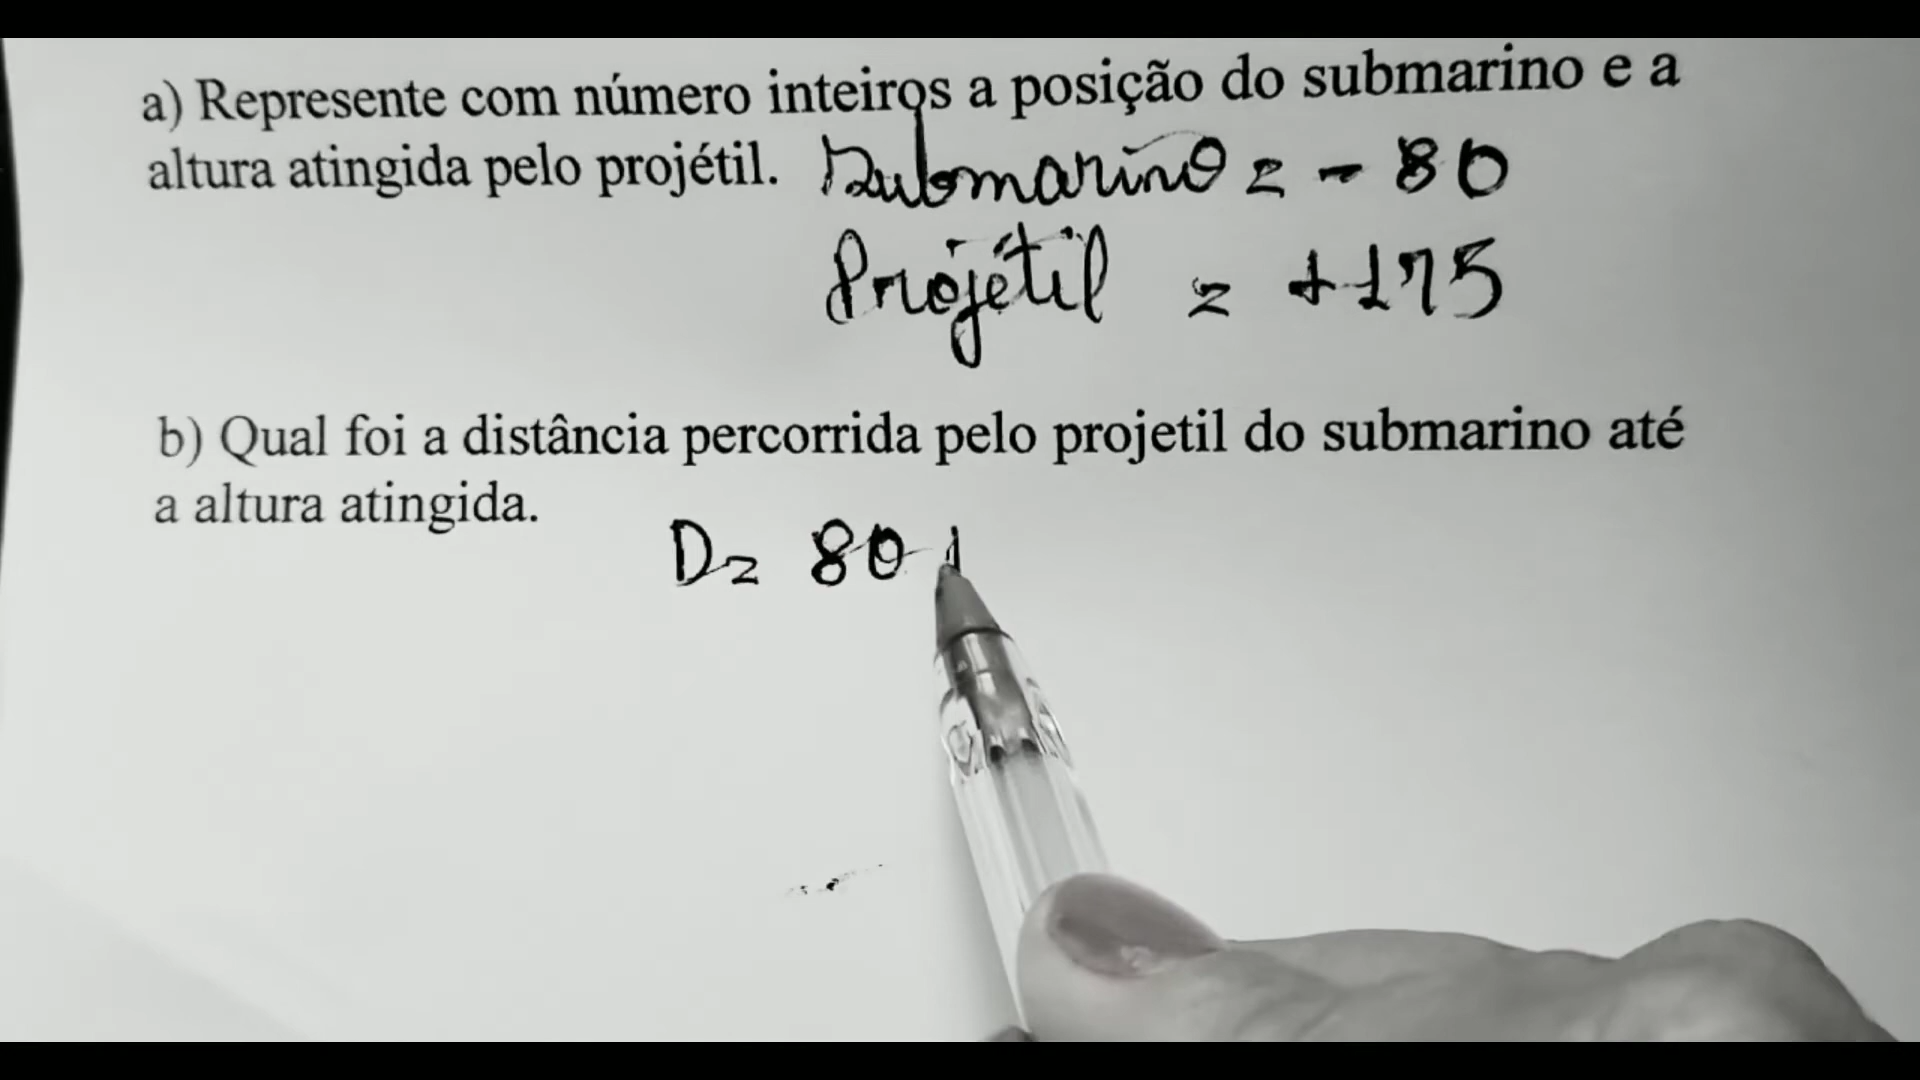 a) Represente com número inteiros a posição do submarino e a
altura atingida pelo projétil. Submarino = - 80
Projétil = +175
b) Qual foi a distância percorrida pelo projetil do submarino até
a altura atingida.
D = 80 +